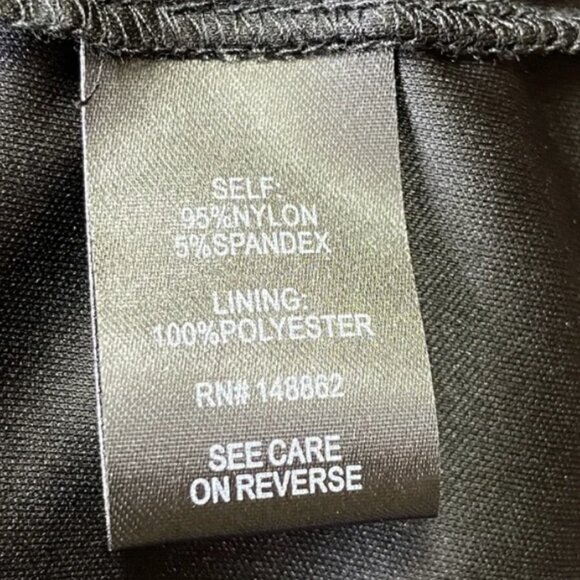 SELF:
95%NYLON
5%SPANDEX
LINING:
100%POLYESTER
RN# 148862
SEE CARE
ON REVERSE